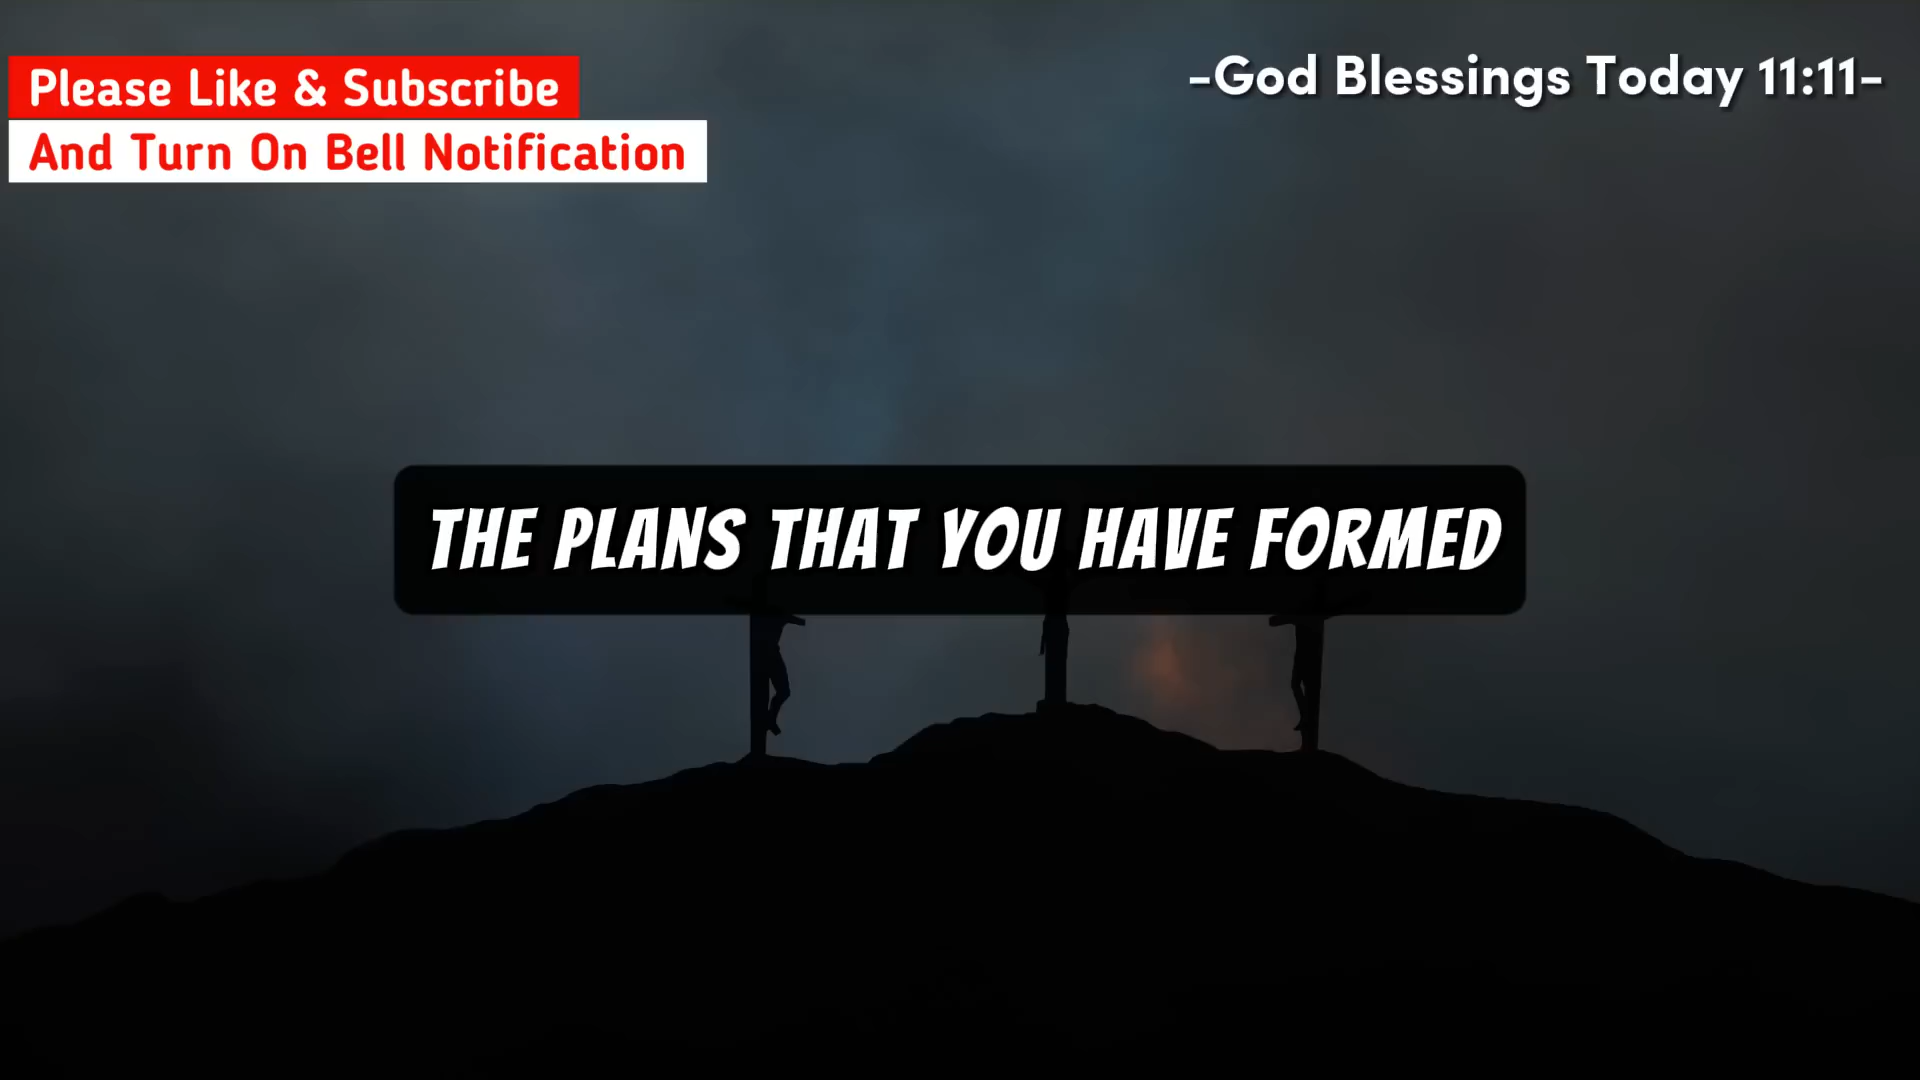 Please Like & Subscribe
And Turn On Bell Notification
-God Blessings Today 11:11-
THE PLANS THAT YOU HAVE FORMED